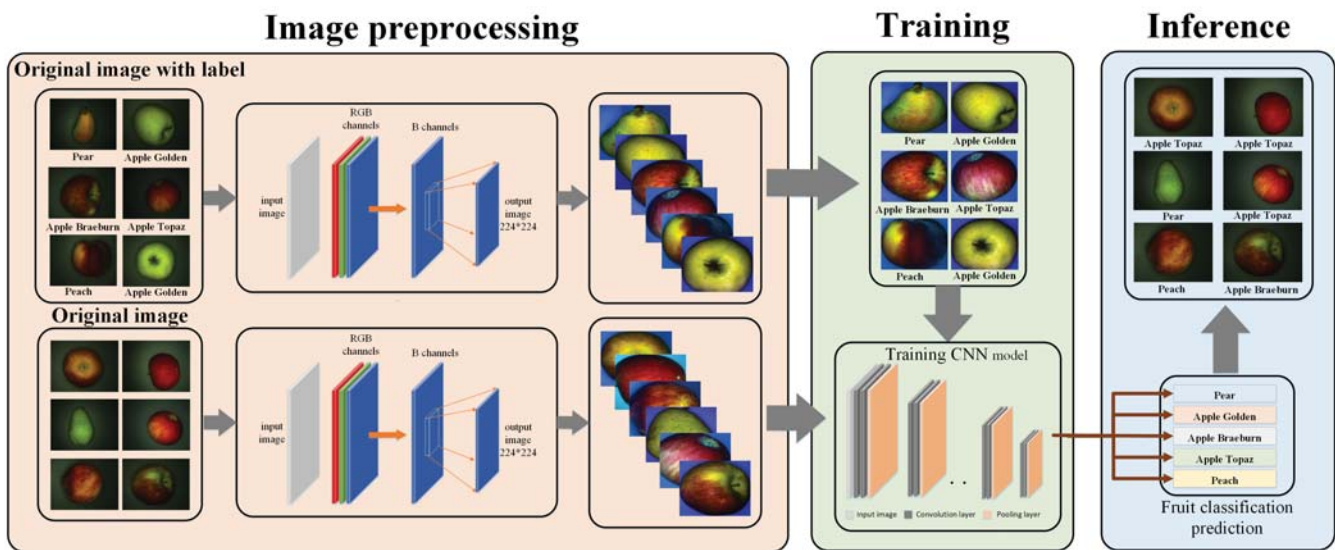 Image preprocessing
Training
Inference
Original image with label
Pear
Apple Golden
Apple Braeburn
Apple Topaz
Peach
Apple Golden
RGB
channels
B channels
input
image
output
image
224*224
Original image
RGB
channels
B channels
input
image
output
image
224*224
Pear
Apple Golden
Apple Braeburn
Apple Topaz
Peach
Apple Golden
Training CNN model
. .
Input image
Convolution layer
Pooling layer
Apple Topaz
Apple Topaz
Pear
Apple Topaz
Peach
Apple Braeburn
Pear
Apple Golden
Apple Braeburn
Apple Topaz
Peach
Fruit classification
prediction